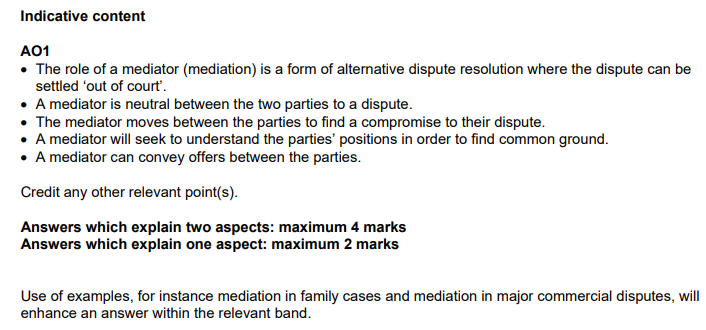 Indicative content
AO1
• The role of a mediator (mediation) is a form of alternative dispute resolution where the dispute can be
settled ‘out of court’.
• A mediator is neutral between the two parties to a dispute.
• The mediator moves between the parties to find a compromise to their dispute.
• A mediator will seek to understand the parties’ positions in order to find common ground.
• A mediator can convey offers between the parties.
Credit any other relevant point(s).
Answers which explain two aspects: maximum 4 marks
Answers which explain one aspect: maximum 2 marks
Use of examples, for instance mediation in family cases and mediation in major commercial disputes, will
enhance an answer within the relevant band.